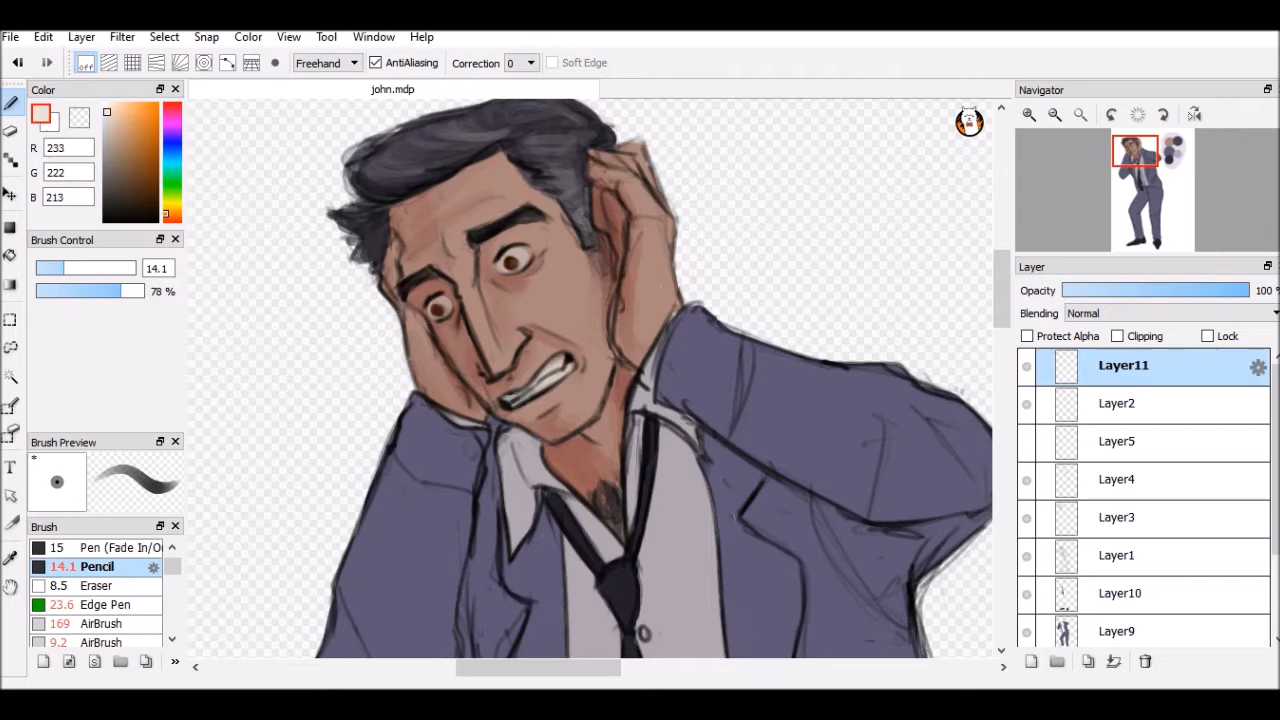 File Edit Layer Filter Select Snap Color View Tool Window Help
off Freehand AntiAliasing Correction 0 Soft Edge
Color
john.mdp
Navigator
R 233
G 222
B 213
Brush Control
14.1
78 %
Layer
Opacity 100 %
Blending Normal
Protect Alpha Clipping Lock
Layer11
Layer2
Layer5
Layer4
Layer3
Layer1
Layer10
Layer9
Brush Preview
*
Brush
15 Pen (Fade In/O
14.1 Pencil
8.5 Eraser
23.6 Edge Pen
169 AirBrush
9.2 AirBrush